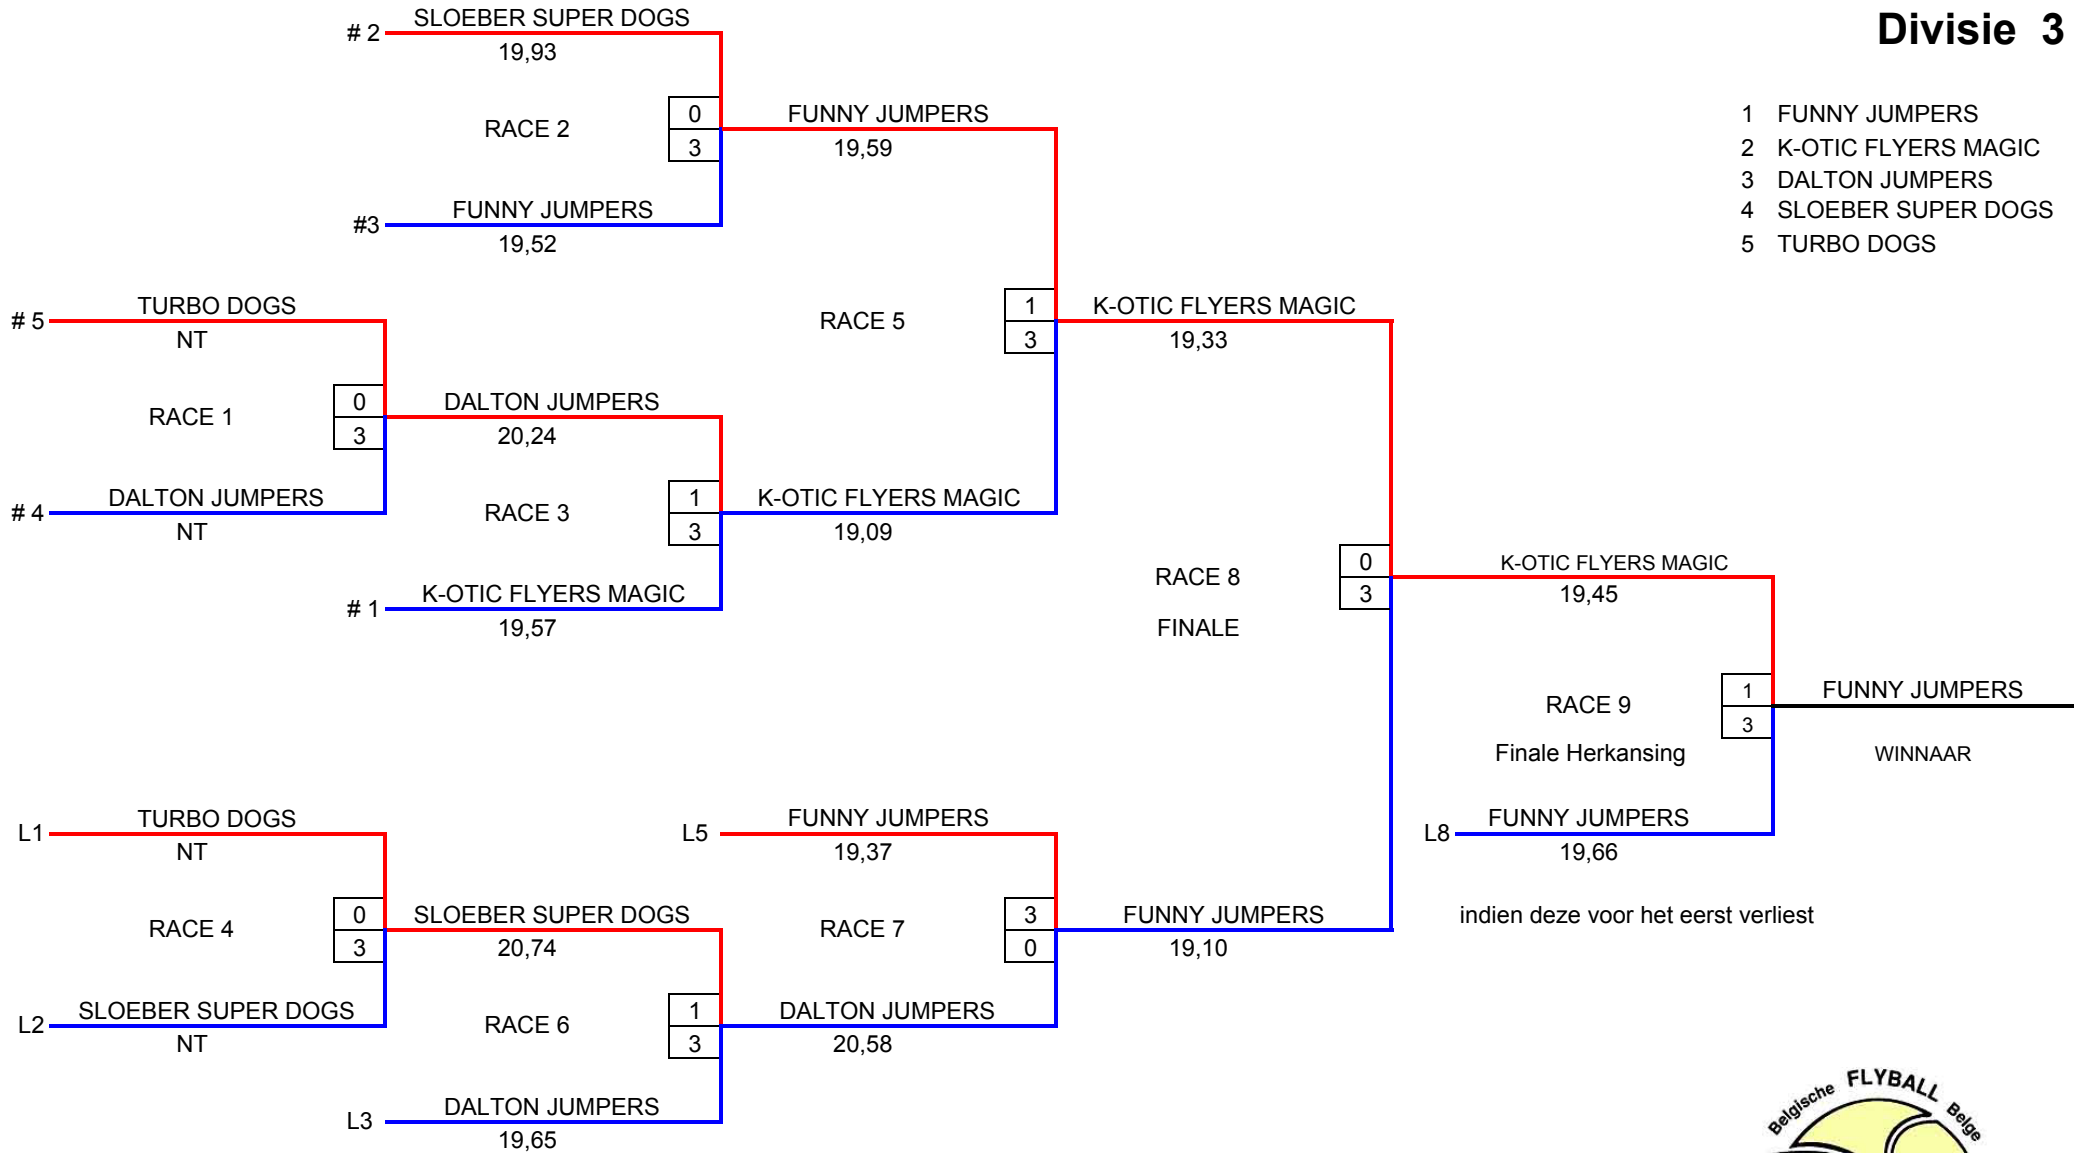 Divisie 3
1 FUNNY JUMPERS
2 K-OTIC FLYERS MAGIC
3 DALTON JUMPERS
4 SLOEBER SUPER DOGS
5 TURBO DOGS
# 2 SLOEBER SUPER DOGS
19,93
RACE 2
0
3
#3 FUNNY JUMPERS
19,52
FUNNY JUMPERS
19,59
# 5 TURBO DOGS
NT
RACE 1
0
3
# 4 DALTON JUMPERS
NT
DALTON JUMPERS
20,24
RACE 3
1
3
# 1 K-OTIC FLYERS MAGIC
19,57
K-OTIC FLYERS MAGIC
19,09
RACE 5
1
3
K-OTIC FLYERS MAGIC
19,33
RACE 8
FINALE
0
3
K-OTIC FLYERS MAGIC
19,45
RACE 9
Finale Herkansing
1
3
FUNNY JUMPERS
WINNAAR
L8 FUNNY JUMPERS
19,66
indien deze voor het eerst verliest
L1 TURBO DOGS
NT
RACE 4
0
3
L2 SLOEBER SUPER DOGS
NT
SLOEBER SUPER DOGS
20,74
RACE 6
1
3
L3 DALTON JUMPERS
19,65
L5 FUNNY JUMPERS
19,37
RACE 7
3
0
DALTON JUMPERS
20,58
FUNNY JUMPERS
19,10
Belgische FLYBALL Belge